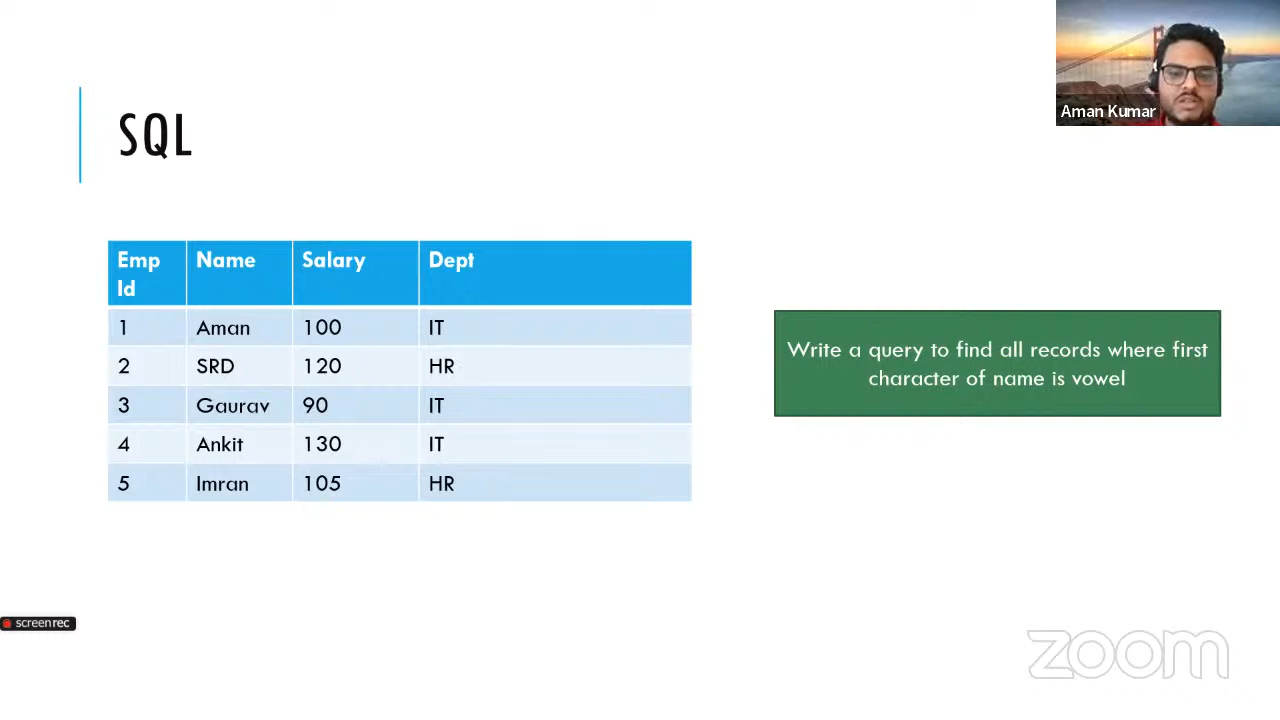 Aman Kumar
SQL
Emp Id Name Salary Dept
1 Aman 100 IT
2 SRD 120 HR
3 Gaurav 90 IT
4 Ankit 130 IT
5 Imran 105 HR
Write a query to find all records where first
character of name is vowel
screenrec
zoom